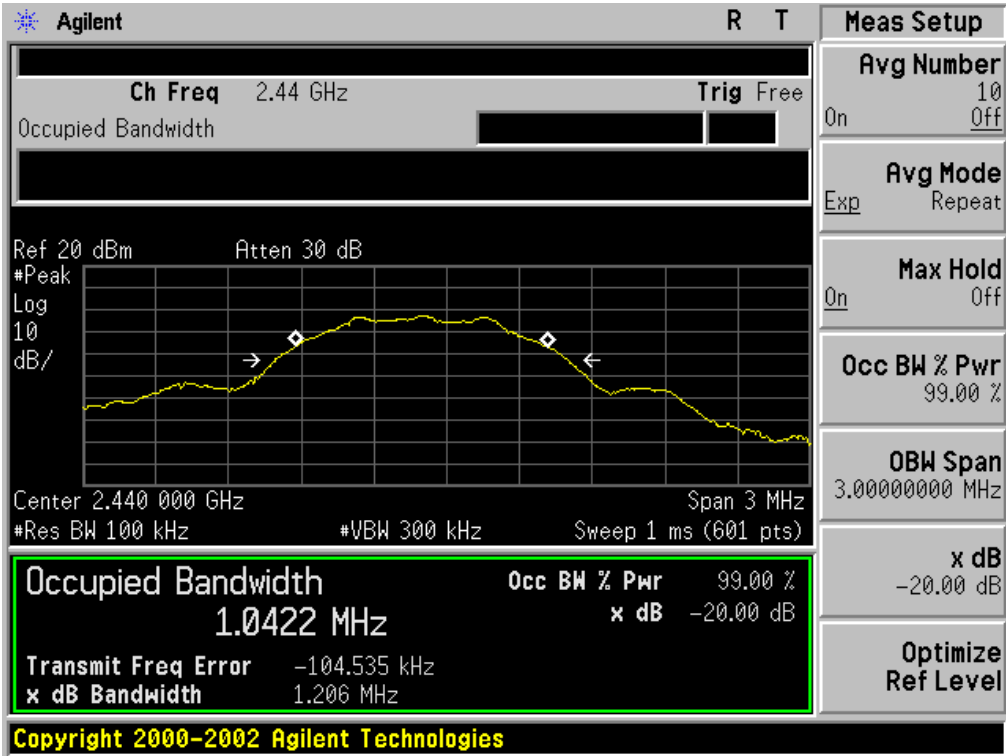 Agilent R T
Ch Freq 2.44 GHz Trig Free
Occupied Bandwidth
Ref 20 dBm Atten 30 dB
#Peak
Log
10
dB/
Center 2.440 000 GHz Span 3 MHz
#Res BW 100 kHz #VBW 300 kHz Sweep 1 ms (601 pts)
Occupied Bandwidth
1.0422 MHz
Occ BW % Pwr 99.00 %
x dB -20.00 dB
Transmit Freq Error -104.535 kHz
x dB Bandwidth 1.206 MHz
Copyright 2000-2002 Agilent Technologies
Meas Setup
Avg Number
10
On Off
Avg Mode
Exp Repeat
Max Hold
On Off
Occ BW % Pwr
99.00 %
OBW Span
3.00000000 MHz
x dB
-20.00 dB
Optimize
Ref Level